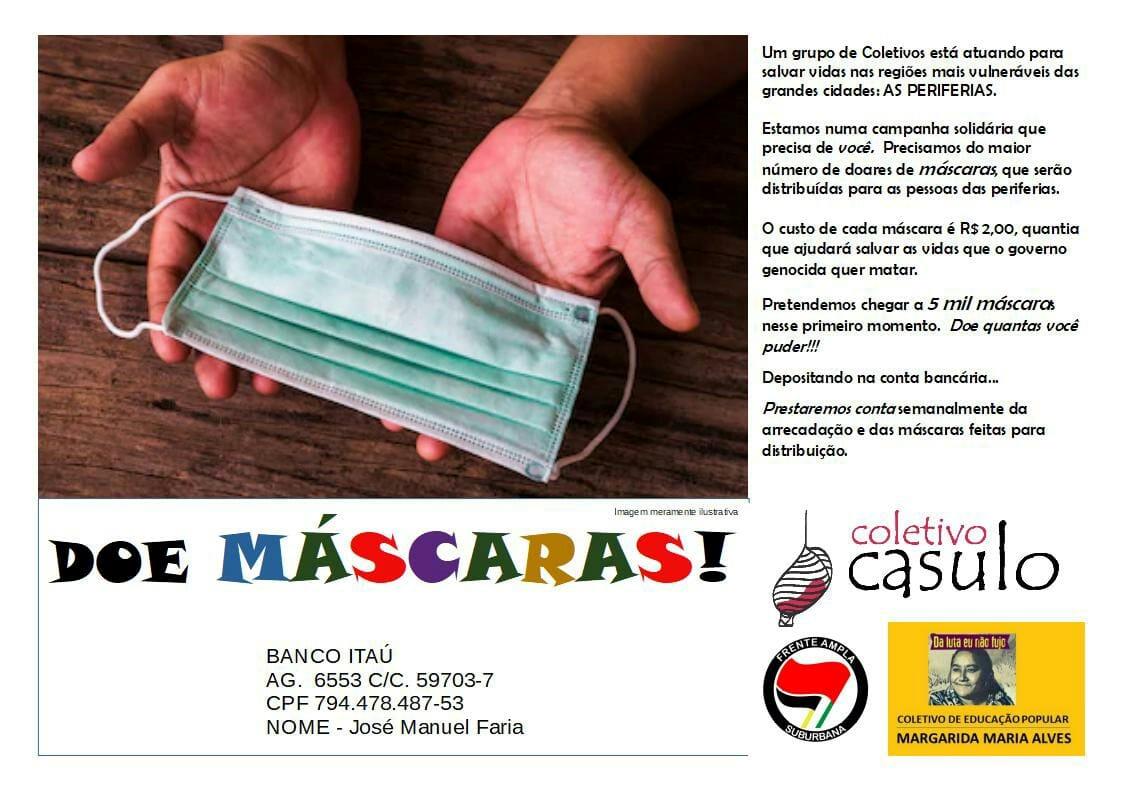 Um grupo de Coletivos está atuando para
salvar vidas nas regiões mais vulneráveis das
grandes cidades: AS PERIFERIAS.
Estamos numa campanha solidária que
precisa de você. Precisamos do maior
número de doares de máscaras, que serão
distribuídas para as pessoas das periferias.
O custo de cada máscara é R$ 2,00, quantia
que ajudará salvar as vidas que o governo
genocida quer matar.
Pretendemos chegar a 5 mil máscaras
nesse primeiro momento. Doe quantas você
puder!!!
Depositando na conta bancária...
Prestaremos conta semanalmente da
arrecadação e das máscaras feitas para
distribuição.
Imagem meramente ilustrativa
DOE MÁSCARAS!
BANCO ITAÚ
AG. 6553 C/C. 59703-7
CPF 794.478.487-53
NOME - José Manuel Faria
coletivo
casulo
FRENTE AMPLA
SUBURBANA
Da luta eu não fujo
COLETIVO DE EDUCAÇÃO POPULAR
MARGARIDA MARIA ALVES